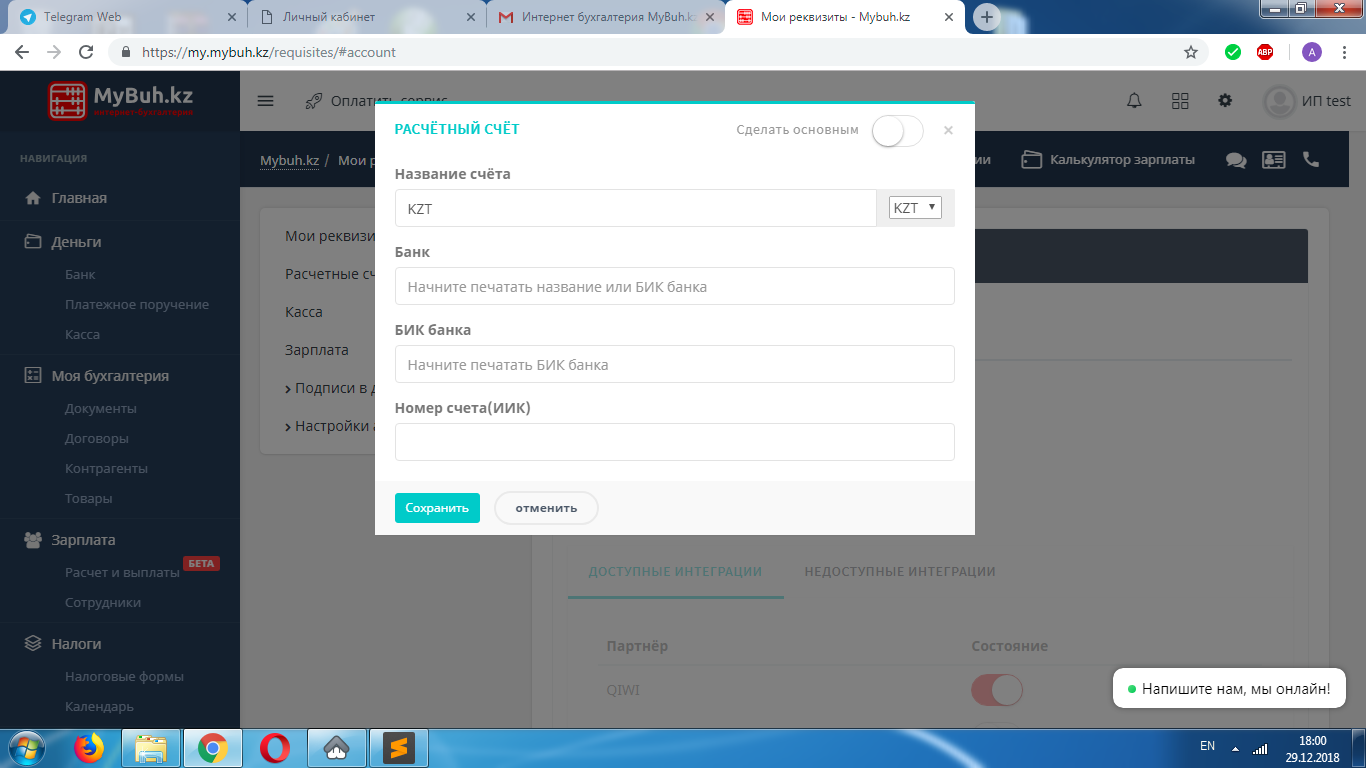 Telegram Web
Личный кабинет
Интернет бухгалтерия MyBuh.kz
Мои реквизиты - Mybuh.kz
https://my.mybuh.kz/requisites/#account
ABP
A
MyBuh.kz
интернет-бухгалтерия
Оплатить сервис
ИП test
НАВИГАЦИЯ
Главная
Деньги
Банк
Платежное поручение
Касса
Моя бухгалтерия
Документы
Договоры
Контрагенты
Товары
Зарплата
Расчет и выплаты
БЕТА
Сотрудники
Налоги
Налоговые формы
Календарь
Mybuh.kz / Мои р
ии
Калькулятор зарплаты
Мои реквизи
Расчетные сч
Касса
Зарплата
Подписи в д
Настройки
РАСЧЁТНЫЙ СЧЁТ
Сделать основным
×
Название счёта
KZT
KZT
Банк
Начните печатать название или БИК банка
БИК банка
Начните печатать БИК банка
Номер счета(ИИК)
Сохранить
отменить
ДОСТУПНЫЕ ИНТЕГРАЦИИ
НЕДОСТУПНЫЕ ИНТЕГРАЦИИ
Партнёр
Состояние
QIWI
Напишите нам, мы онлайн!
EN
18:00
29.12.2018